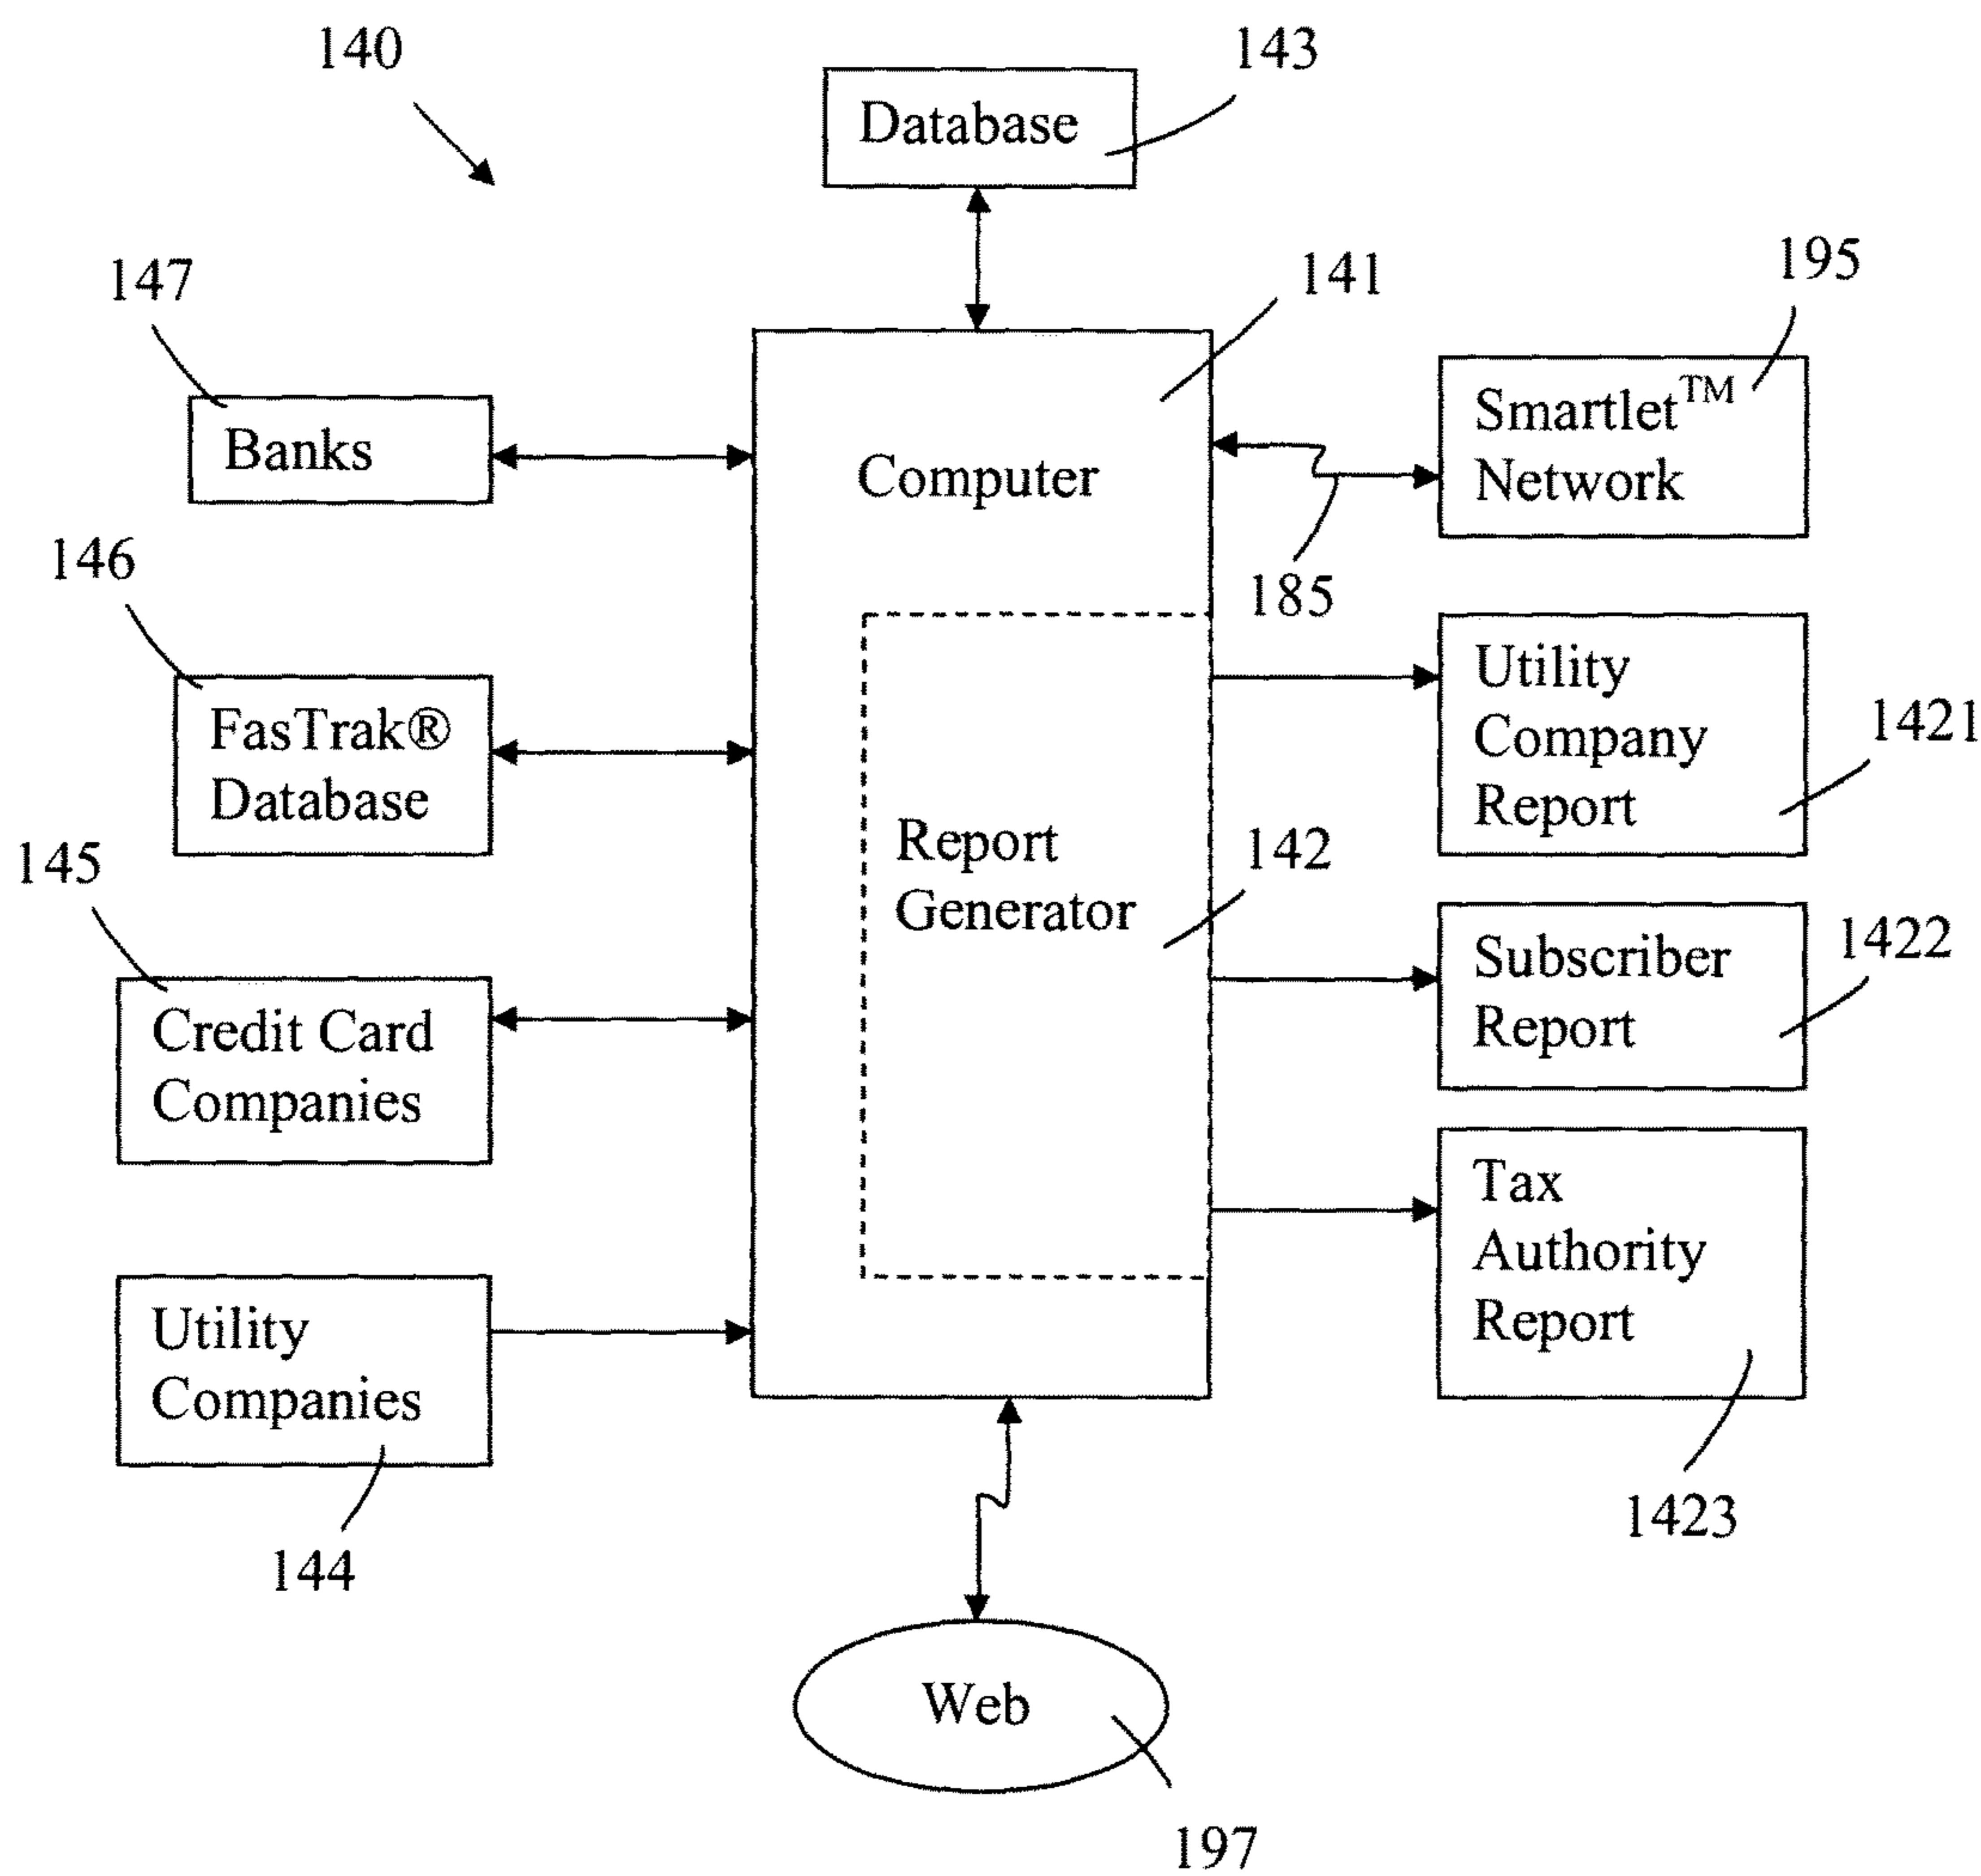 140
143
Database
147
141
195
Banks
Computer
Smartlet™
Network
146
185
FasTrak®
Database
Utility
Company
Report
1421
145
Report
Generator
142
Credit Card
Companies
Subscriber
Report
1422
Utility
Companies
Tax
Authority
Report
144
1423
Web
197